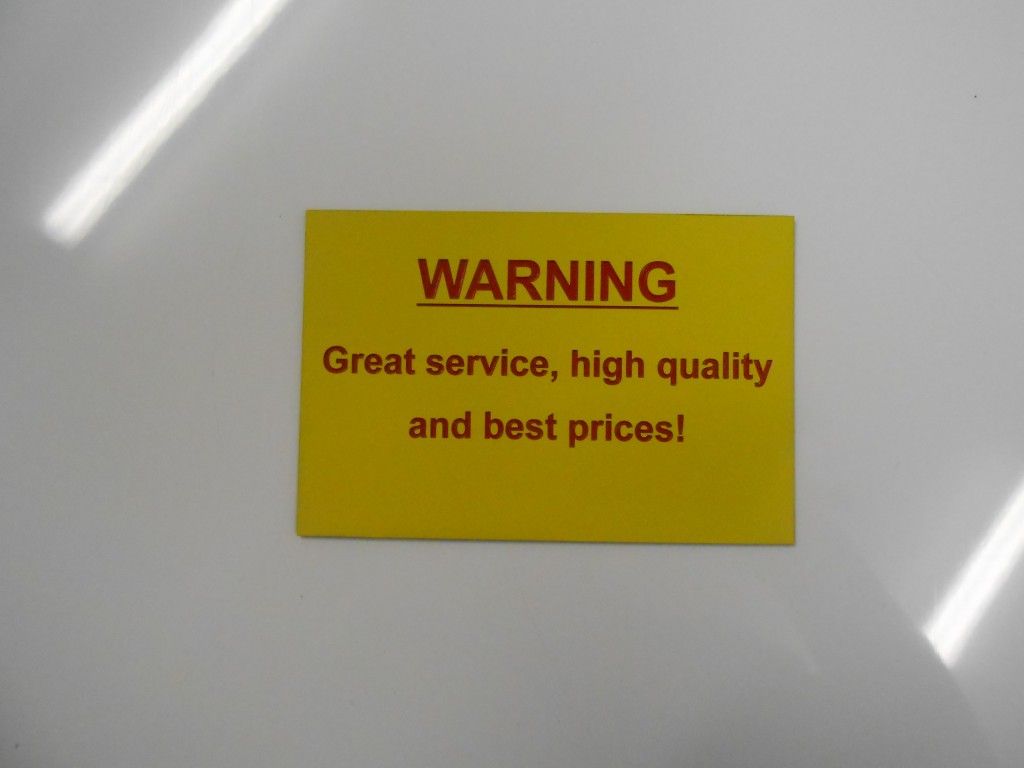 WARNING
Great service, high quality
and best prices!